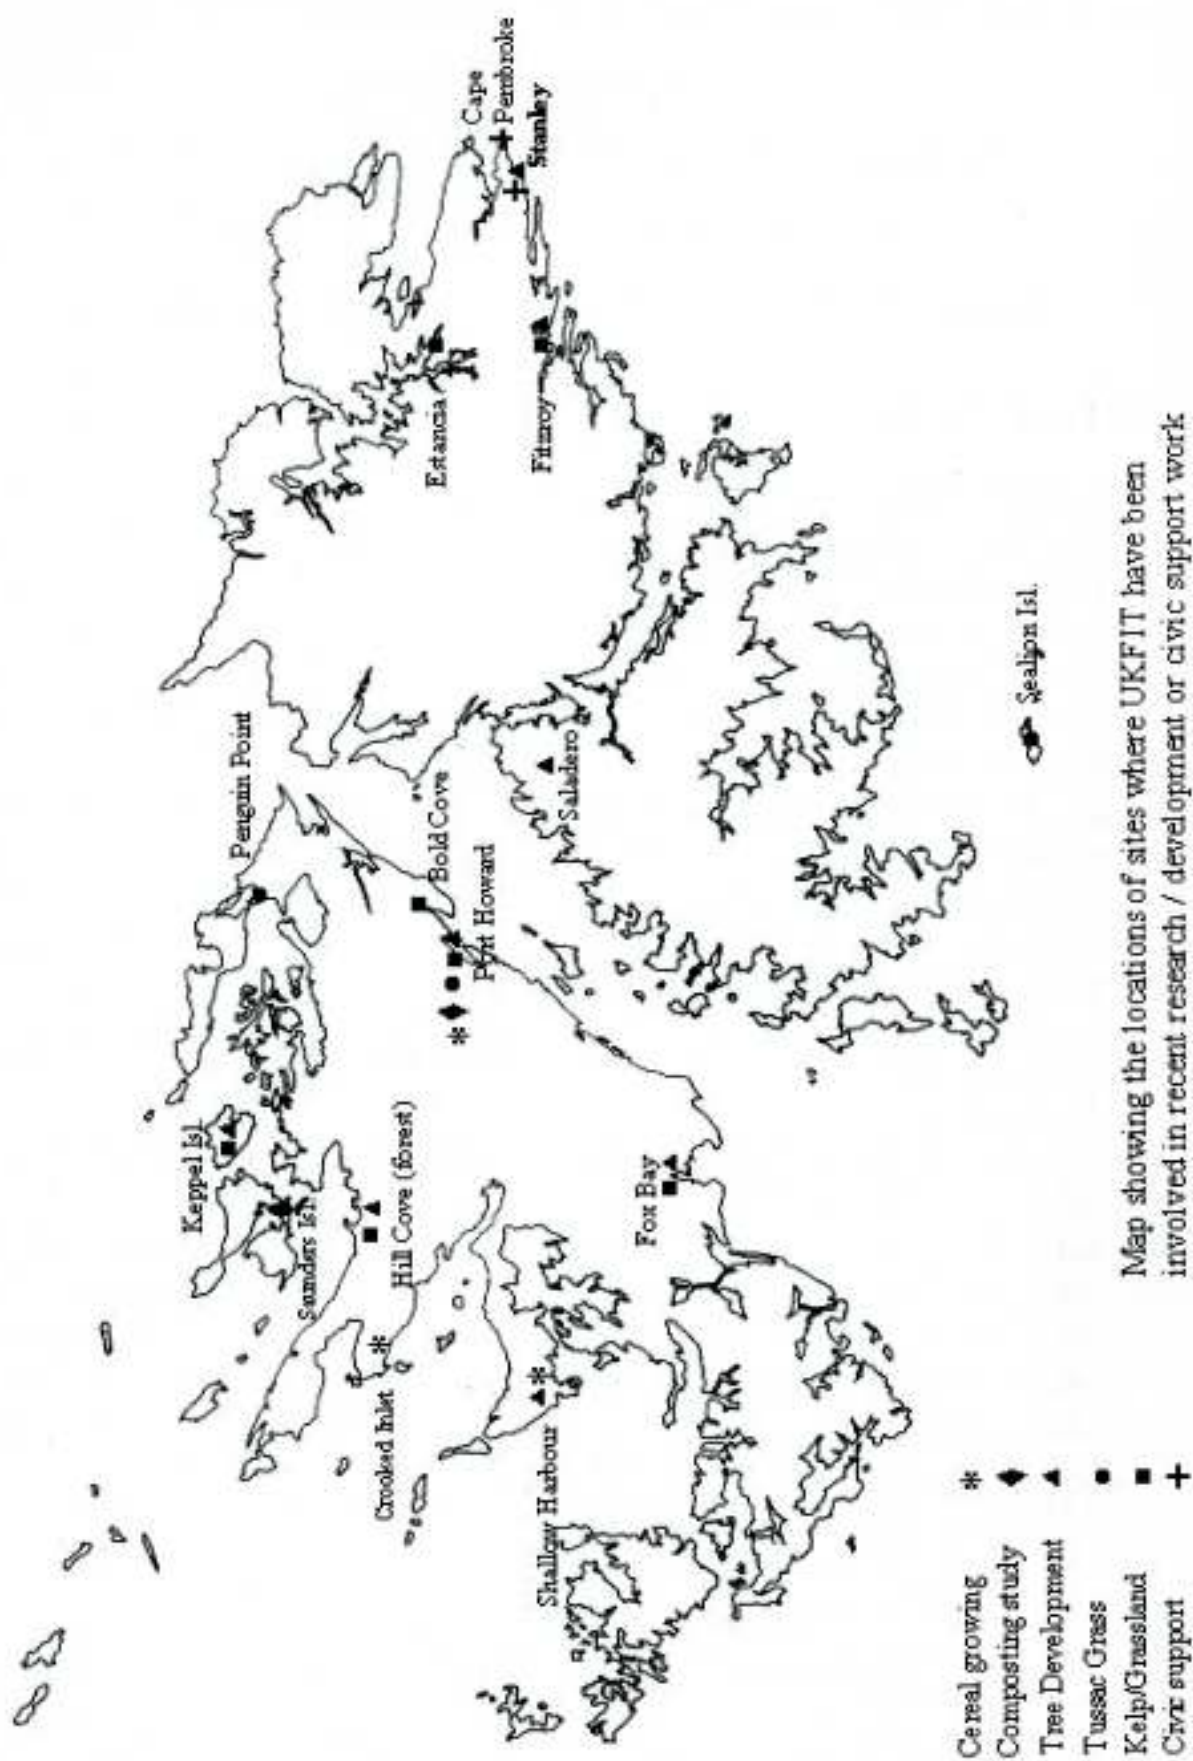 Cape
Pembroke
Stanley
Estancia
Fitzroy
Penguin Point
Saladero
Bold Cove
Port Howard
Sealion Isl.
Keppel Isl.
Saunders Isl.
Hill Cove (forest)
Fox Bay
Crooked Inlet
Shallow Harbour
Cereal growing
Composting study
Tree Development
Tussac Grass
Kelp/Grassland
Civic support
Map showing the locations of sites where UKFIT have been
involved in recent research / development or civic support work